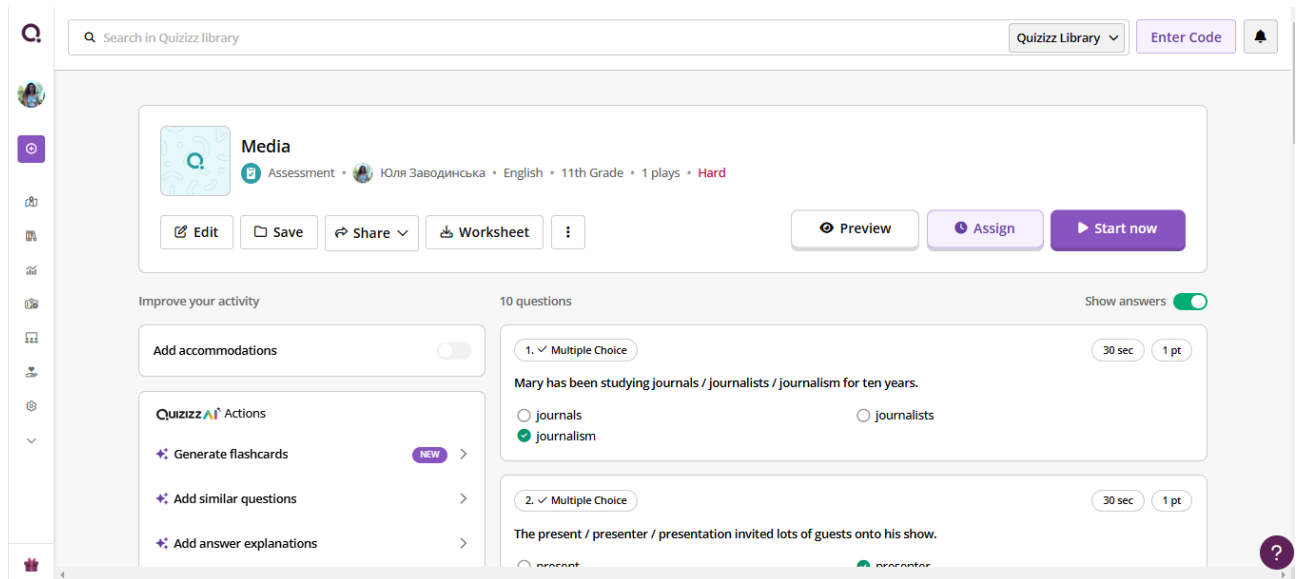 Search in Quizizz library
Quizizz Library
Enter Code
Media
Assessment • Юля Заводинська • English • 11th Grade • 1 plays • Hard
Edit
Save
Share
Worksheet
Preview
Assign
Start now
Improve your activity
10 questions
Show answers
Add accommodations
1. Multiple Choice
30 sec
1 pt
Mary has been studying journals / journalists / journalism for ten years.
journals
journalists
journalism
Quizizz AI Actions
Generate flashcards
NEW
Add similar questions
Add answer explanations
2. Multiple Choice
30 sec
1 pt
The present / presenter / presentation invited lots of guests onto his show.
present
presenter
?